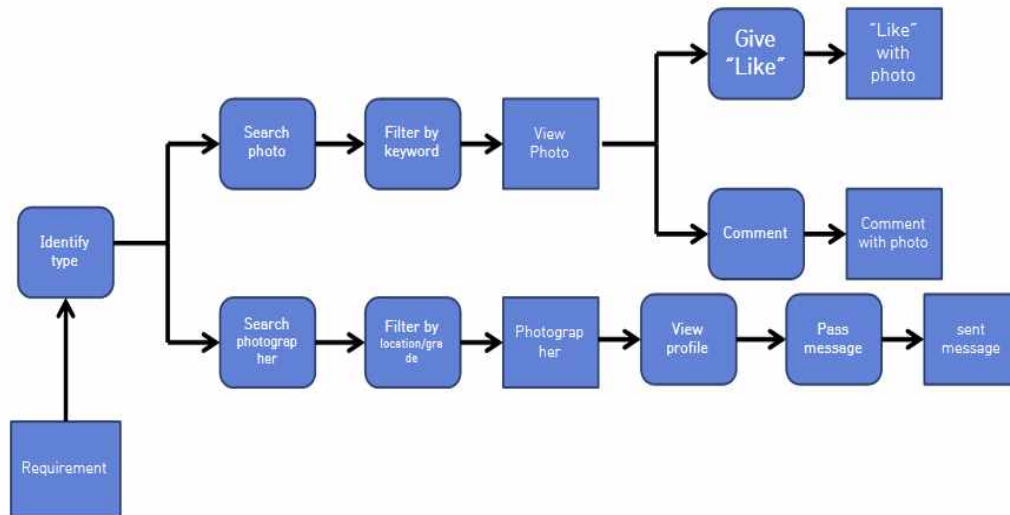 Give
"Like"
"Like"
with
photo
Search
photo
Filter by
keyword
View
Photo
Identify
type
Comment
Comment
with photo
Search
photograp
her
Filter by
location/gra
de
Photograp
her
View
profile
Pass
message
sent
message
Requirement